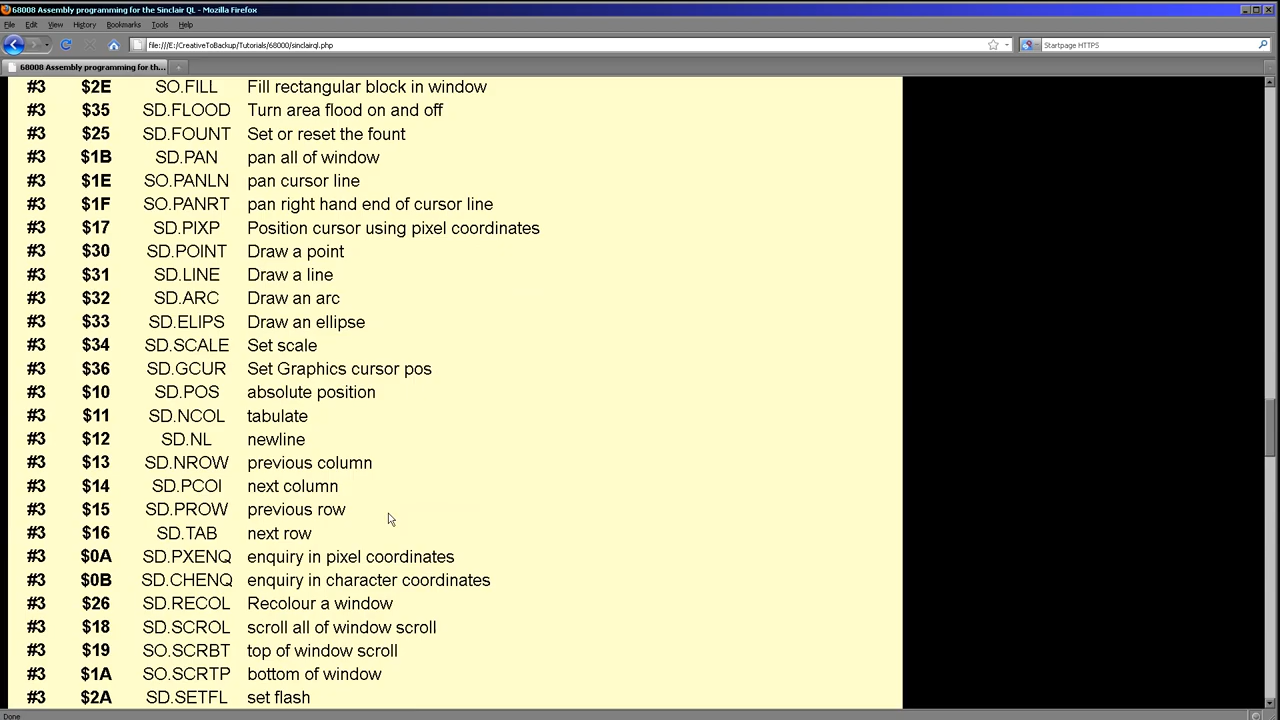 68008 Assembly programming for the Sinclair QL - Mozilla Firefox
File Edit View History Bookmarks Tools Help
file:///E:/CreativeToBackup/Tutorials/68000/sinclairql.php
Startpage HTTPS
68008 Assembly programming for th...
#3 $2E SO.FILL Fill rectangular block in window
#3 $35 SD.FLOOD Turn area flood on and off
#3 $25 SD.FOUNT Set or reset the fount
#3 $1B SD.PAN pan all of window
#3 $1E SO.PANLN pan cursor line
#3 $1F SO.PANRT pan right hand end of cursor line
#3 $17 SD.PIXP Position cursor using pixel coordinates
#3 $30 SD.POINT Draw a point
#3 $31 SD.LINE Draw a line
#3 $32 SD.ARC Draw an arc
#3 $33 SD.ELIPS Draw an ellipse
#3 $34 SD.SCALE Set scale
#3 $36 SD.GCUR Set Graphics cursor pos
#3 $10 SD.POS absolute position
#3 $11 SD.NCOL tabulate
#3 $12 SD.NL newline
#3 $13 SD.NROW previous column
#3 $14 SD.PCOI next column
#3 $15 SD.PROW previous row
#3 $16 SD.TAB next row
#3 $0A SD.PXENQ enquiry in pixel coordinates
#3 $0B SD.CHENQ enquiry in character coordinates
#3 $26 SD.RECOL Recolour a window
#3 $18 SD.SCROL scroll all of window scroll
#3 $19 SO.SCRBT top of window scroll
#3 $1A SO.SCRTP bottom of window
#3 $2A SD.SETFL set flash
Done